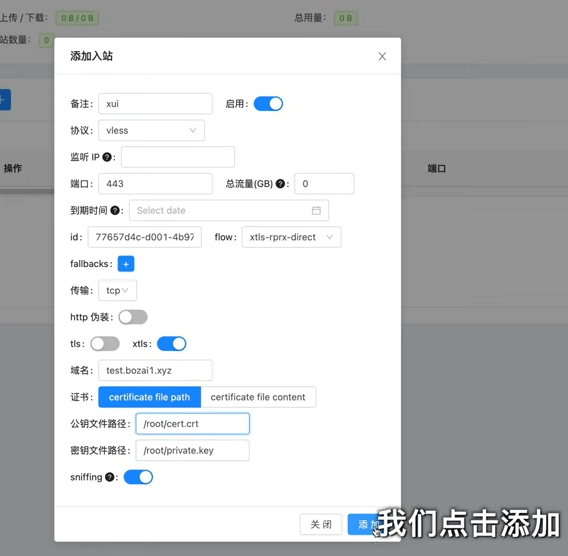 上传 / 下载： 0 B / 0 B 总用量： 0 B
站数量： 0
添加入站
备注： xui 启用：
协议： vless
操作 端口
监听 IP
端口： 443 总流量(GB) ： 0
到期时间 ： Select date
id： 77657d4c-d001-4b97 flow： xtls-rprx-direct
fallbacks： +
传输： tcp
http 伪装：
tls： xtls：
域名： test.bozai1.xyz
证书： certificate file path certificate file content
公钥文件路径： /root/cert.crt
密钥文件路径： /root/private.key
sniffing ：
关 闭 添 加
我们点击添加